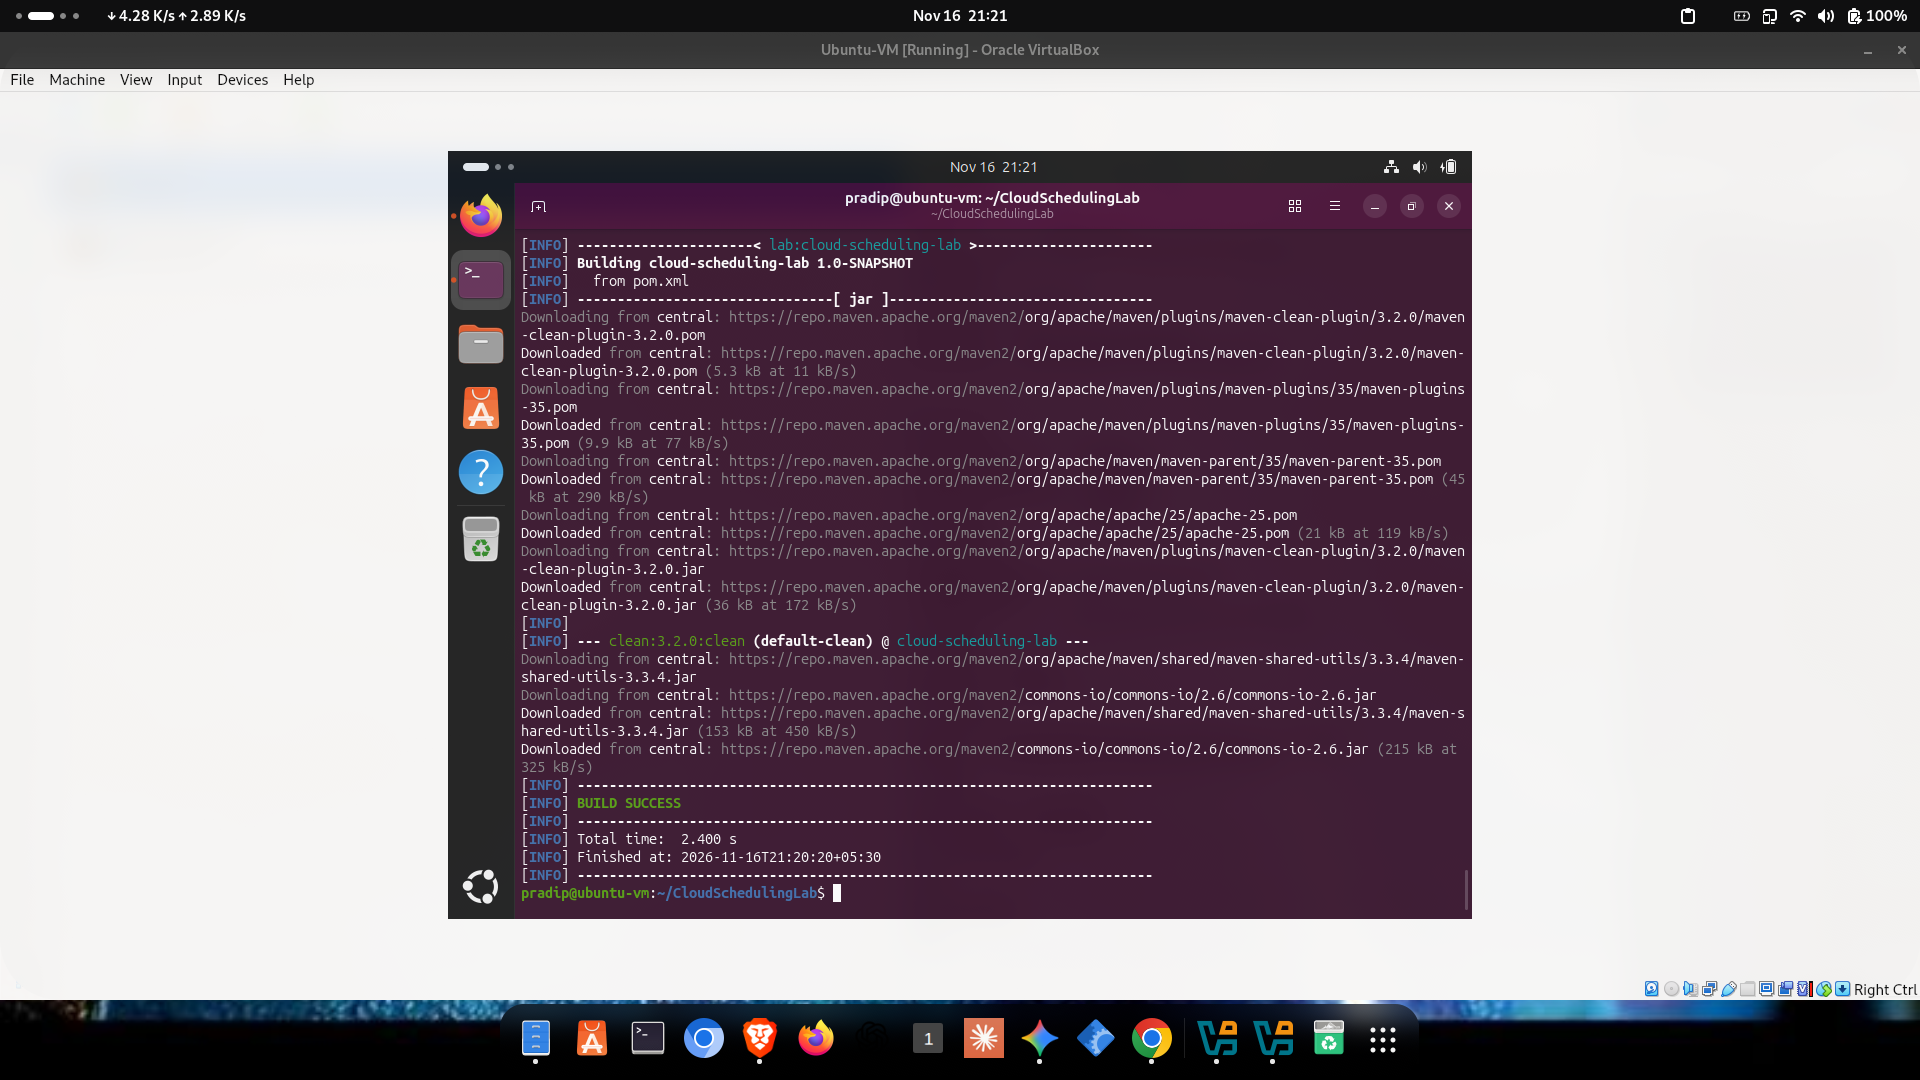 ↓ 4.28 K/s ↑ 2.89 K/s
Nov 16 21:21
100%
Ubuntu-VM [Running] - Oracle VirtualBox
File Machine View Input Devices Help
Nov 16 21:21
pradip@ubuntu-vm: ~/CloudSchedulingLab
~/CloudSchedulingLab
[INFO] ----------------------< lab:cloud-scheduling-lab >----------------------
[INFO] Building cloud-scheduling-lab 1.0-SNAPSHOT
[INFO]   from pom.xml
[INFO] --------------------------------[ jar ]---------------------------------
Downloading from central: https://repo.maven.apache.org/maven2/org/apache/maven/plugins/maven-clean-plugin/3.2.0/maven
-clean-plugin-3.2.0.pom
Downloaded from central: https://repo.maven.apache.org/maven2/org/apache/maven/plugins/maven-clean-plugin/3.2.0/maven-
clean-plugin-3.2.0.pom (5.3 kB at 11 kB/s)
Downloading from central: https://repo.maven.apache.org/maven2/org/apache/maven/plugins/maven-plugins/35/maven-plugins
-35.pom
Downloaded from central: https://repo.maven.apache.org/maven2/org/apache/maven/plugins/maven-plugins/35/maven-plugins-
35.pom (9.9 kB at 77 kB/s)
Downloading from central: https://repo.maven.apache.org/maven2/org/apache/maven/maven-parent/35/maven-parent-35.pom
Downloaded from central: https://repo.maven.apache.org/maven2/org/apache/maven/maven-parent/35/maven-parent-35.pom (45
 kB at 290 kB/s)
Downloading from central: https://repo.maven.apache.org/maven2/org/apache/apache/25/apache-25.pom
Downloaded from central: https://repo.maven.apache.org/maven2/org/apache/apache/25/apache-25.pom (21 kB at 119 kB/s)
Downloading from central: https://repo.maven.apache.org/maven2/org/apache/maven/plugins/maven-clean-plugin/3.2.0/maven
-clean-plugin-3.2.0.jar
Downloaded from central: https://repo.maven.apache.org/maven2/org/apache/maven/plugins/maven-clean-plugin/3.2.0/maven-
clean-plugin-3.2.0.jar (36 kB at 172 kB/s)
[INFO]
[INFO] --- clean:3.2.0:clean (default-clean) @ cloud-scheduling-lab ---
Downloading from central: https://repo.maven.apache.org/maven2/org/apache/maven/shared/maven-shared-utils/3.3.4/maven-
shared-utils-3.3.4.jar
Downloading from central: https://repo.maven.apache.org/maven2/commons-io/commons-io/2.6/commons-io-2.6.jar
Downloaded from central: https://repo.maven.apache.org/maven2/org/apache/maven/shared/maven-shared-utils/3.3.4/maven-s
hared-utils-3.3.4.jar (153 kB at 450 kB/s)
Downloaded from central: https://repo.maven.apache.org/maven2/commons-io/commons-io/2.6/commons-io-2.6.jar (215 kB at
325 kB/s)
[INFO] ------------------------------------------------------------------------
[INFO] BUILD SUCCESS
[INFO] ------------------------------------------------------------------------
[INFO] Total time:  2.400 s
[INFO] Finished at: 2026-11-16T21:20:20+05:30
[INFO] ------------------------------------------------------------------------
pradip@ubuntu-vm:~/CloudSchedulingLab$
Right Ctrl
1